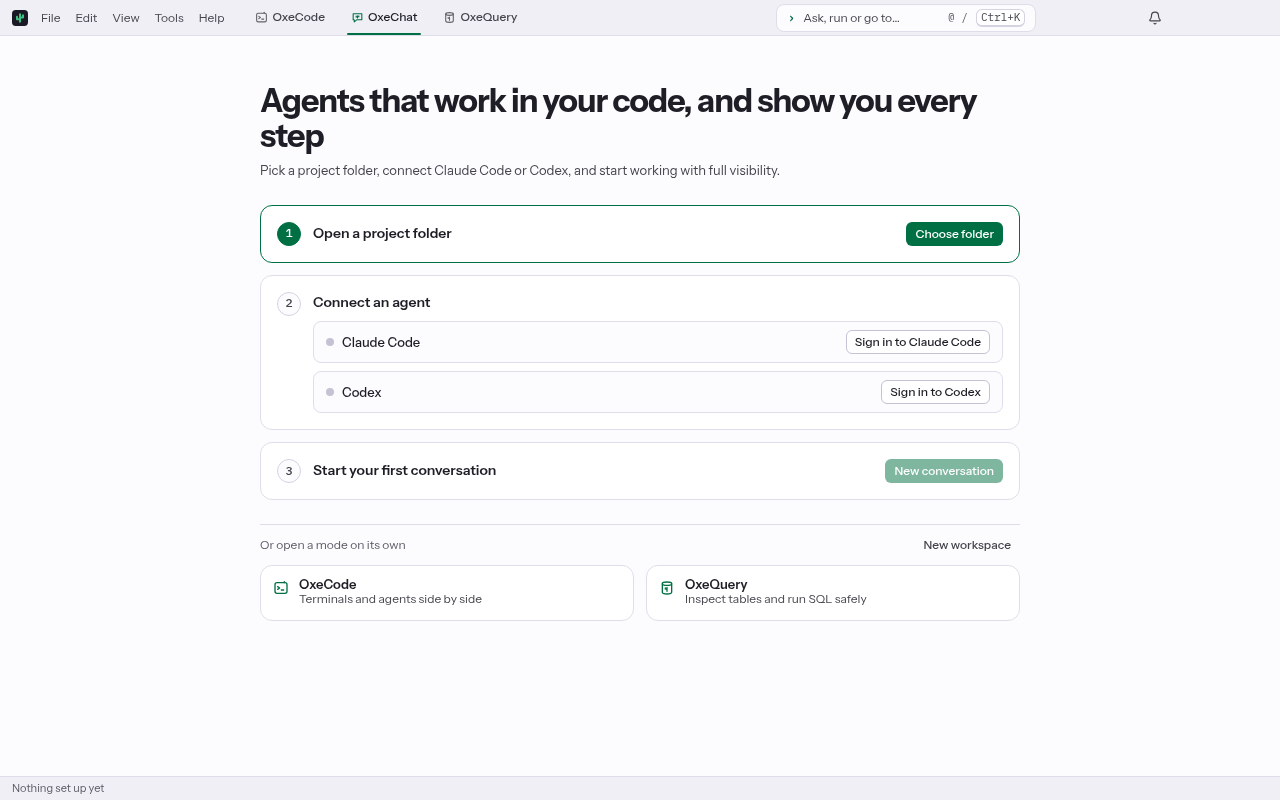 File Edit View Tools Help OxeCode OxeChat OxeQuery Ask, run or go to... @ / Ctrl+K
Agents that work in your code, and show you every
step
Pick a project folder, connect Claude Code or Codex, and start working with full visibility.
1 Open a project folder Choose folder
2 Connect an agent
Claude Code Sign in to Claude Code
Codex Sign in to Codex
3 Start your first conversation New conversation
Or open a mode on its own New workspace
OxeCode
Terminals and agents side by side
OxeQuery
Inspect tables and run SQL safely
Nothing set up yet